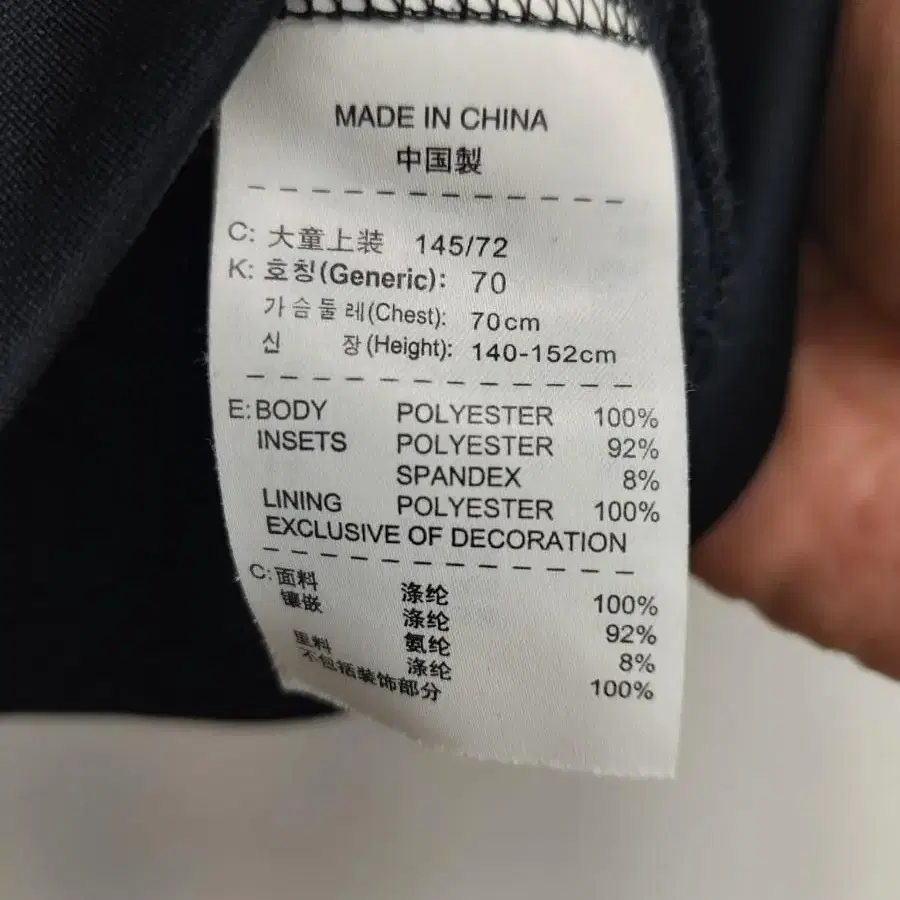 MADE IN CHINA
中国製
C: 大童上装 145/72
K: 호칭(Generic): 70
가슴둘레(Chest): 70cm
신 장(Height): 140-152cm
E: BODY POLYESTER 100%
INSETS POLYESTER 92%
SPANDEX 8%
LINING POLYESTER 100%
EXCLUSIVE OF DECORATION
C: 面料 涤纶 100%
镶嵌 涤纶 92%
氨纶 8%
里料 涤纶 100%
不包括装饰部分